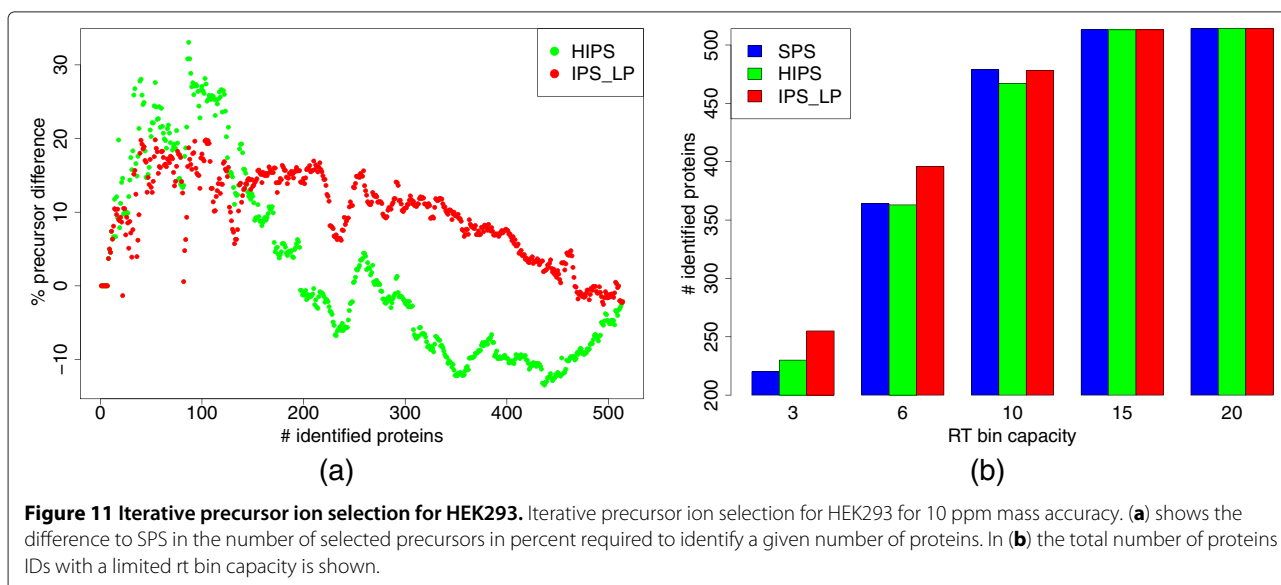 HIPS
IPS_LP
% precursor difference
30
20
10
0
−10
0 100 200 300 400 500
# identified proteins
(a)
SPS
HIPS
IPS_LP
# identified proteins
500
450
400
350
300
250
200
3 6 10 15 20
RT bin capacity
(b)
Figure 11 Iterative precursor ion selection for HEK293. Iterative precursor ion selection for HEK293 for 10 ppm mass accuracy. (a) shows the
difference to SPS in the number of selected precursors in percent required to identify a given number of proteins. In (b) the total number of proteins
IDs with a limited rt bin capacity is shown.